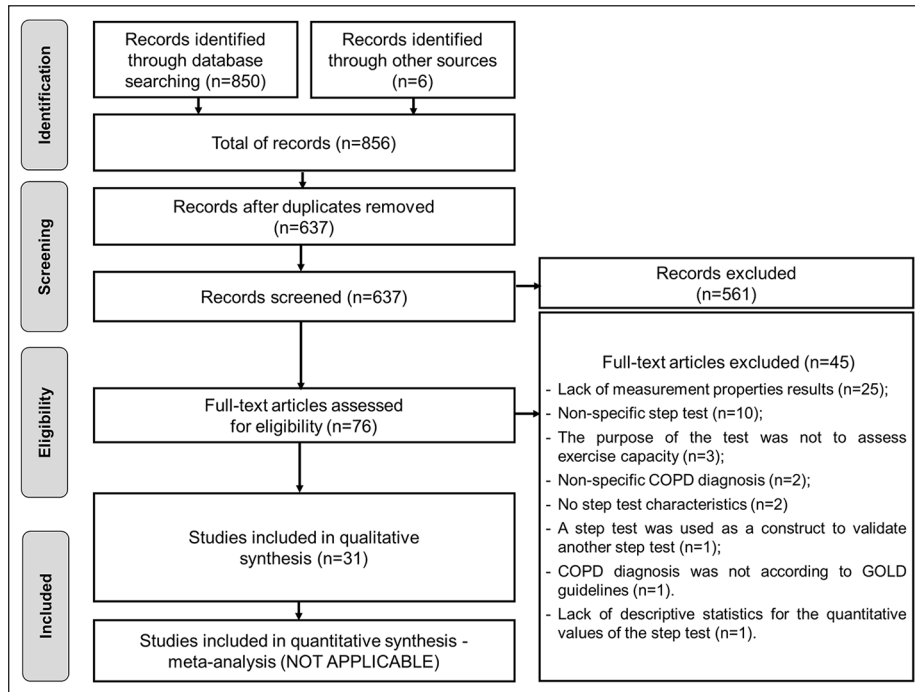 Identification
Records identified
through database
searching (n=850)
Records identified
through other sources
(n=6)
Total of records (n=856)
Screening
Records after duplicates removed
(n=637)
Records screened (n=637)
Records excluded
(n=561)
Eligibility
Full-text articles assessed
for eligibility (n=76)
Full-text articles excluded (n=45)
- Lack of measurement properties results (n=25);
- Non-specific step test (n=10);
- The purpose of the test was not to assess
exercise capacity (n=3);
- Non-specific COPD diagnosis (n=2);
- No step test characteristics (n=2)
- A step test was used as a construct to validate
another step test (n=1);
- COPD diagnosis was not according to GOLD
guidelines (n=1).
- Lack of descriptive statistics for the quantitative
values of the step test (n=1).
Included
Studies included in qualitative
synthesis
(n=31)
Studies included in quantitative synthesis -
meta-analysis (NOT APPLICABLE)